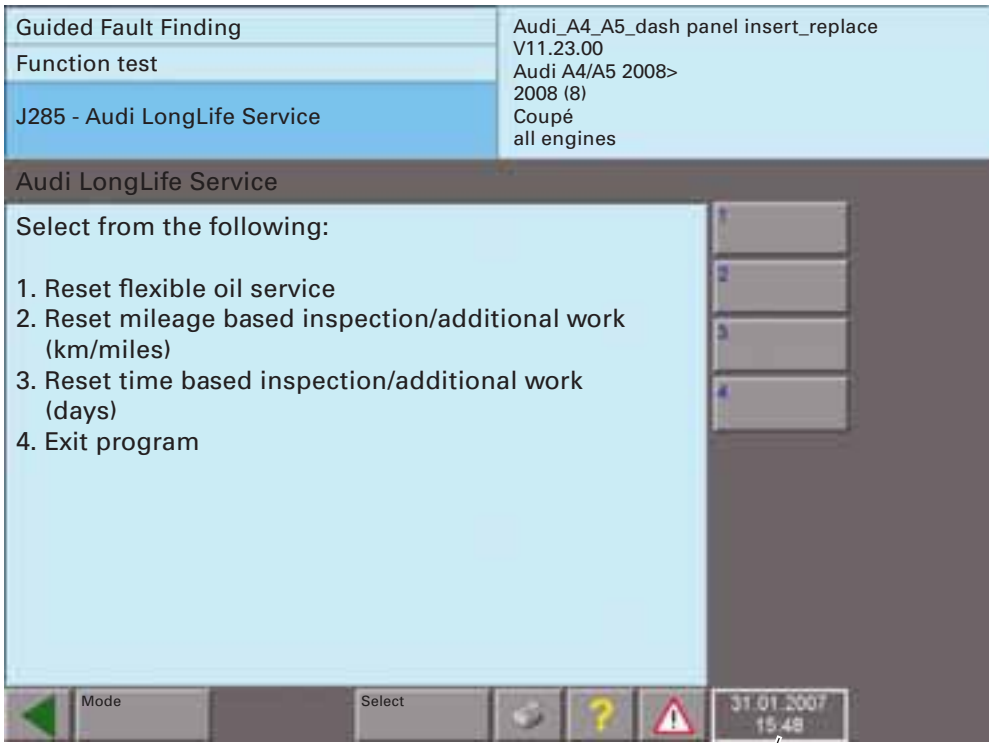 Guided Fault Finding
Function test
J285 - Audi LongLife Service
Audi_A4_A5_dash panel insert_replace
V11.23.00
Audi A4/A5 2008>
2008 (8)
Coupé
all engines
Audi LongLife Service
Select from the following:
1. Reset flexible oil service
2. Reset mileage based inspection/additional work
(km/miles)
3. Reset time based inspection/additional work
(days)
4. Exit program
1
2
3
4
Mode
Select
?
31.01.2007
15:48